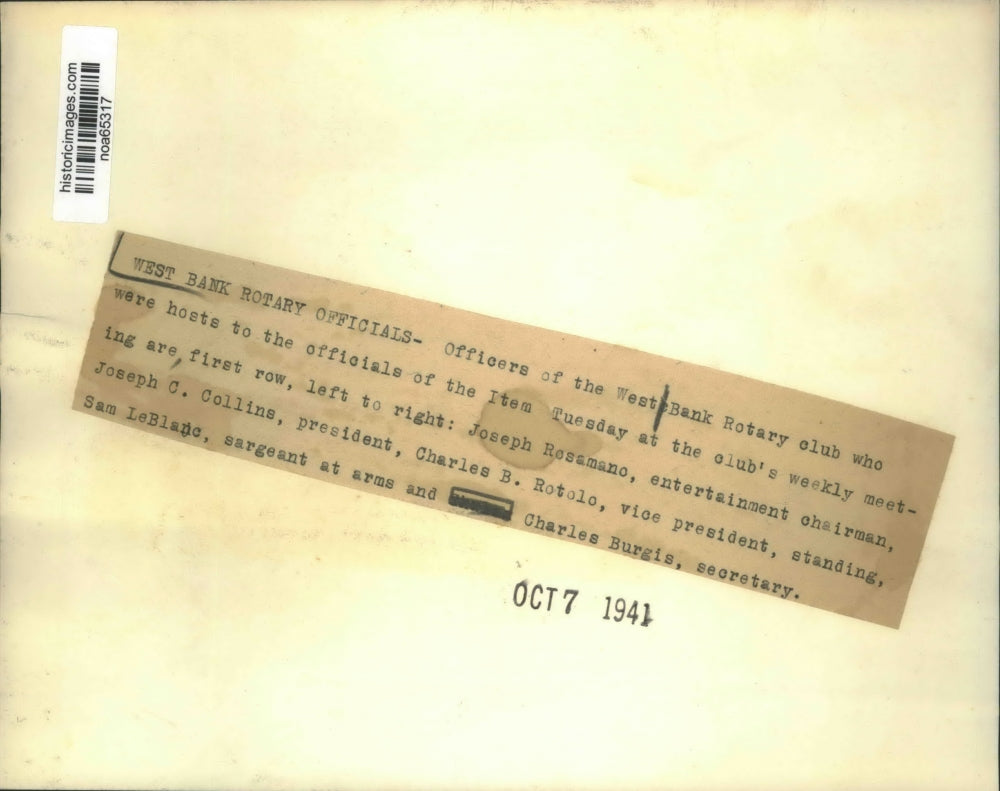 historicimages.com
noa65317
WEST BANK ROTARY OFFICIALS- Officers of the West Bank Rotary club who
were hosts to the officials of the Item Tuesday at the club's weekly meet-
ing are, first row, left to right: Joseph Rosamano, entertainment chairman,
Joseph C. Collins, president, Charles B. Rotolo, vice president, standing,
Sam LeBlanc, sargeant at arms and Charles Burgis, secretary.
OCT 7 1941